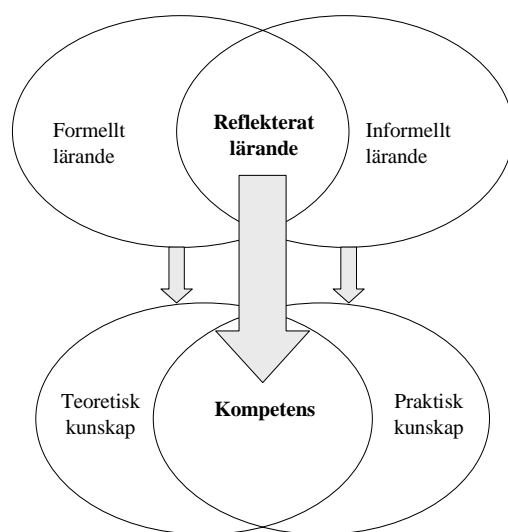 Formellt
lärande
Reflekterat
lärande
Informellt
lärande
Teoretisk
kunskap
Kompetens
Praktisk
kunskap